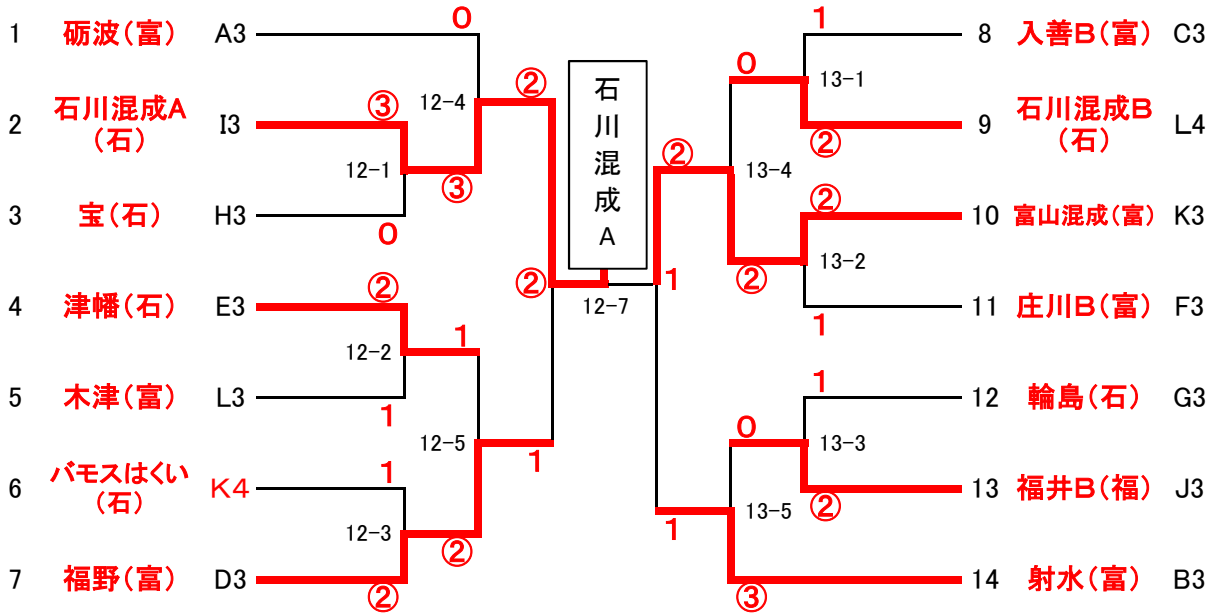 1 砺波(富) A3
2 石川混成A
(石) I3
3 宝(石) H3
4 津幡(石) E3
5 木津(富) L3
6 バモスはくい
(石) K4
7 福野(富) D3
0
③
③
0
②
1
1
1
②
②
②
②
1
12-1
12-2
12-3
12-4
12-5
12-7
石
川
混
成
A
1
0
②
②
②
②
1
1
1
0
②
1
③
13-1
13-2
13-3
13-4
13-5
8 入善B(富) C3
9 石川混成B
(石) L4
10 富山混成(富) K3
11 庄川B(富) F3
12 輪島(石) G3
13 福井B(福) J3
14 射水(富) B3